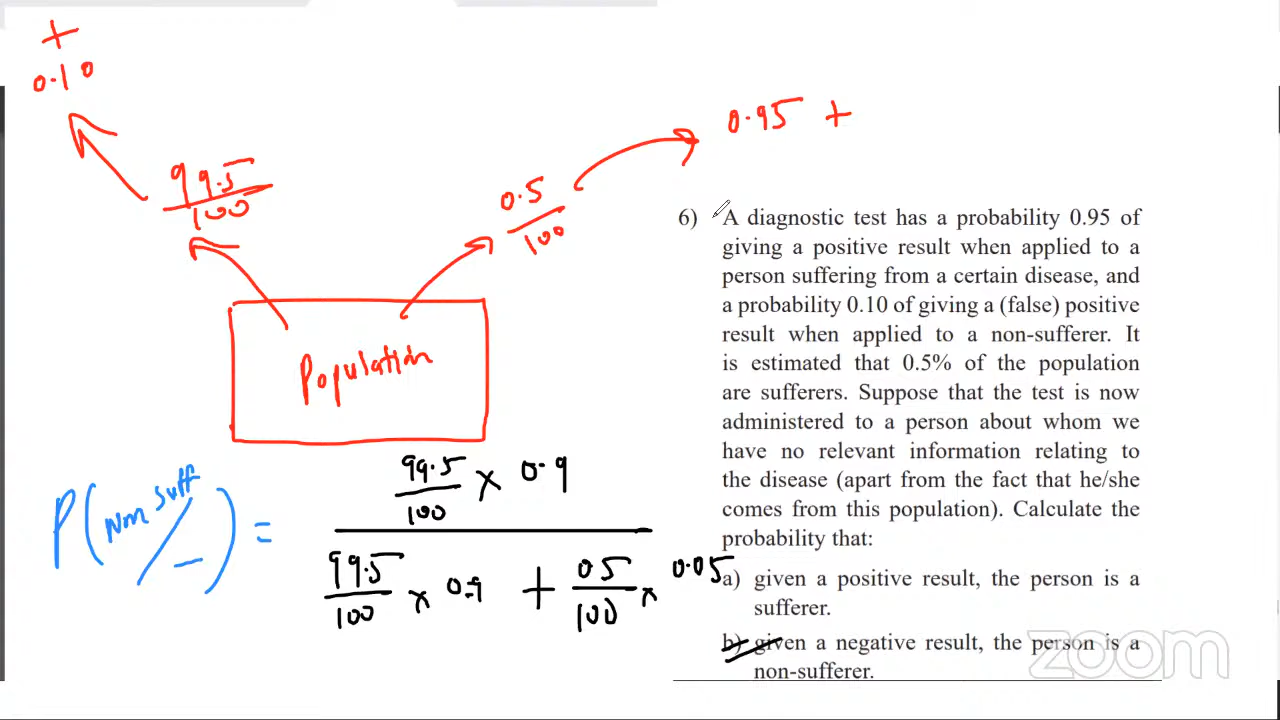 +
0.10
99.5
100
0.5
100
0.95 +
Population
P(Non Suff / −) =
99.5
100 × 0.9
99.5
100 × 0.9 + 05
100 × 0.05
6) A diagnostic test has a probability 0.95 of
giving a positive result when applied to a
person suffering from a certain disease, and
a probability 0.10 of giving a (false) positive
result when applied to a non-sufferer. It
is estimated that 0.5% of the population
are sufferers. Suppose that the test is now
administered to a person about whom we
have no relevant information relating to
the disease (apart from the fact that he/she
comes from this population). Calculate the
probability that:
a) given a positive result, the person is a
sufferer.
b) given a negative result, the person is a
non-sufferer.
zoom